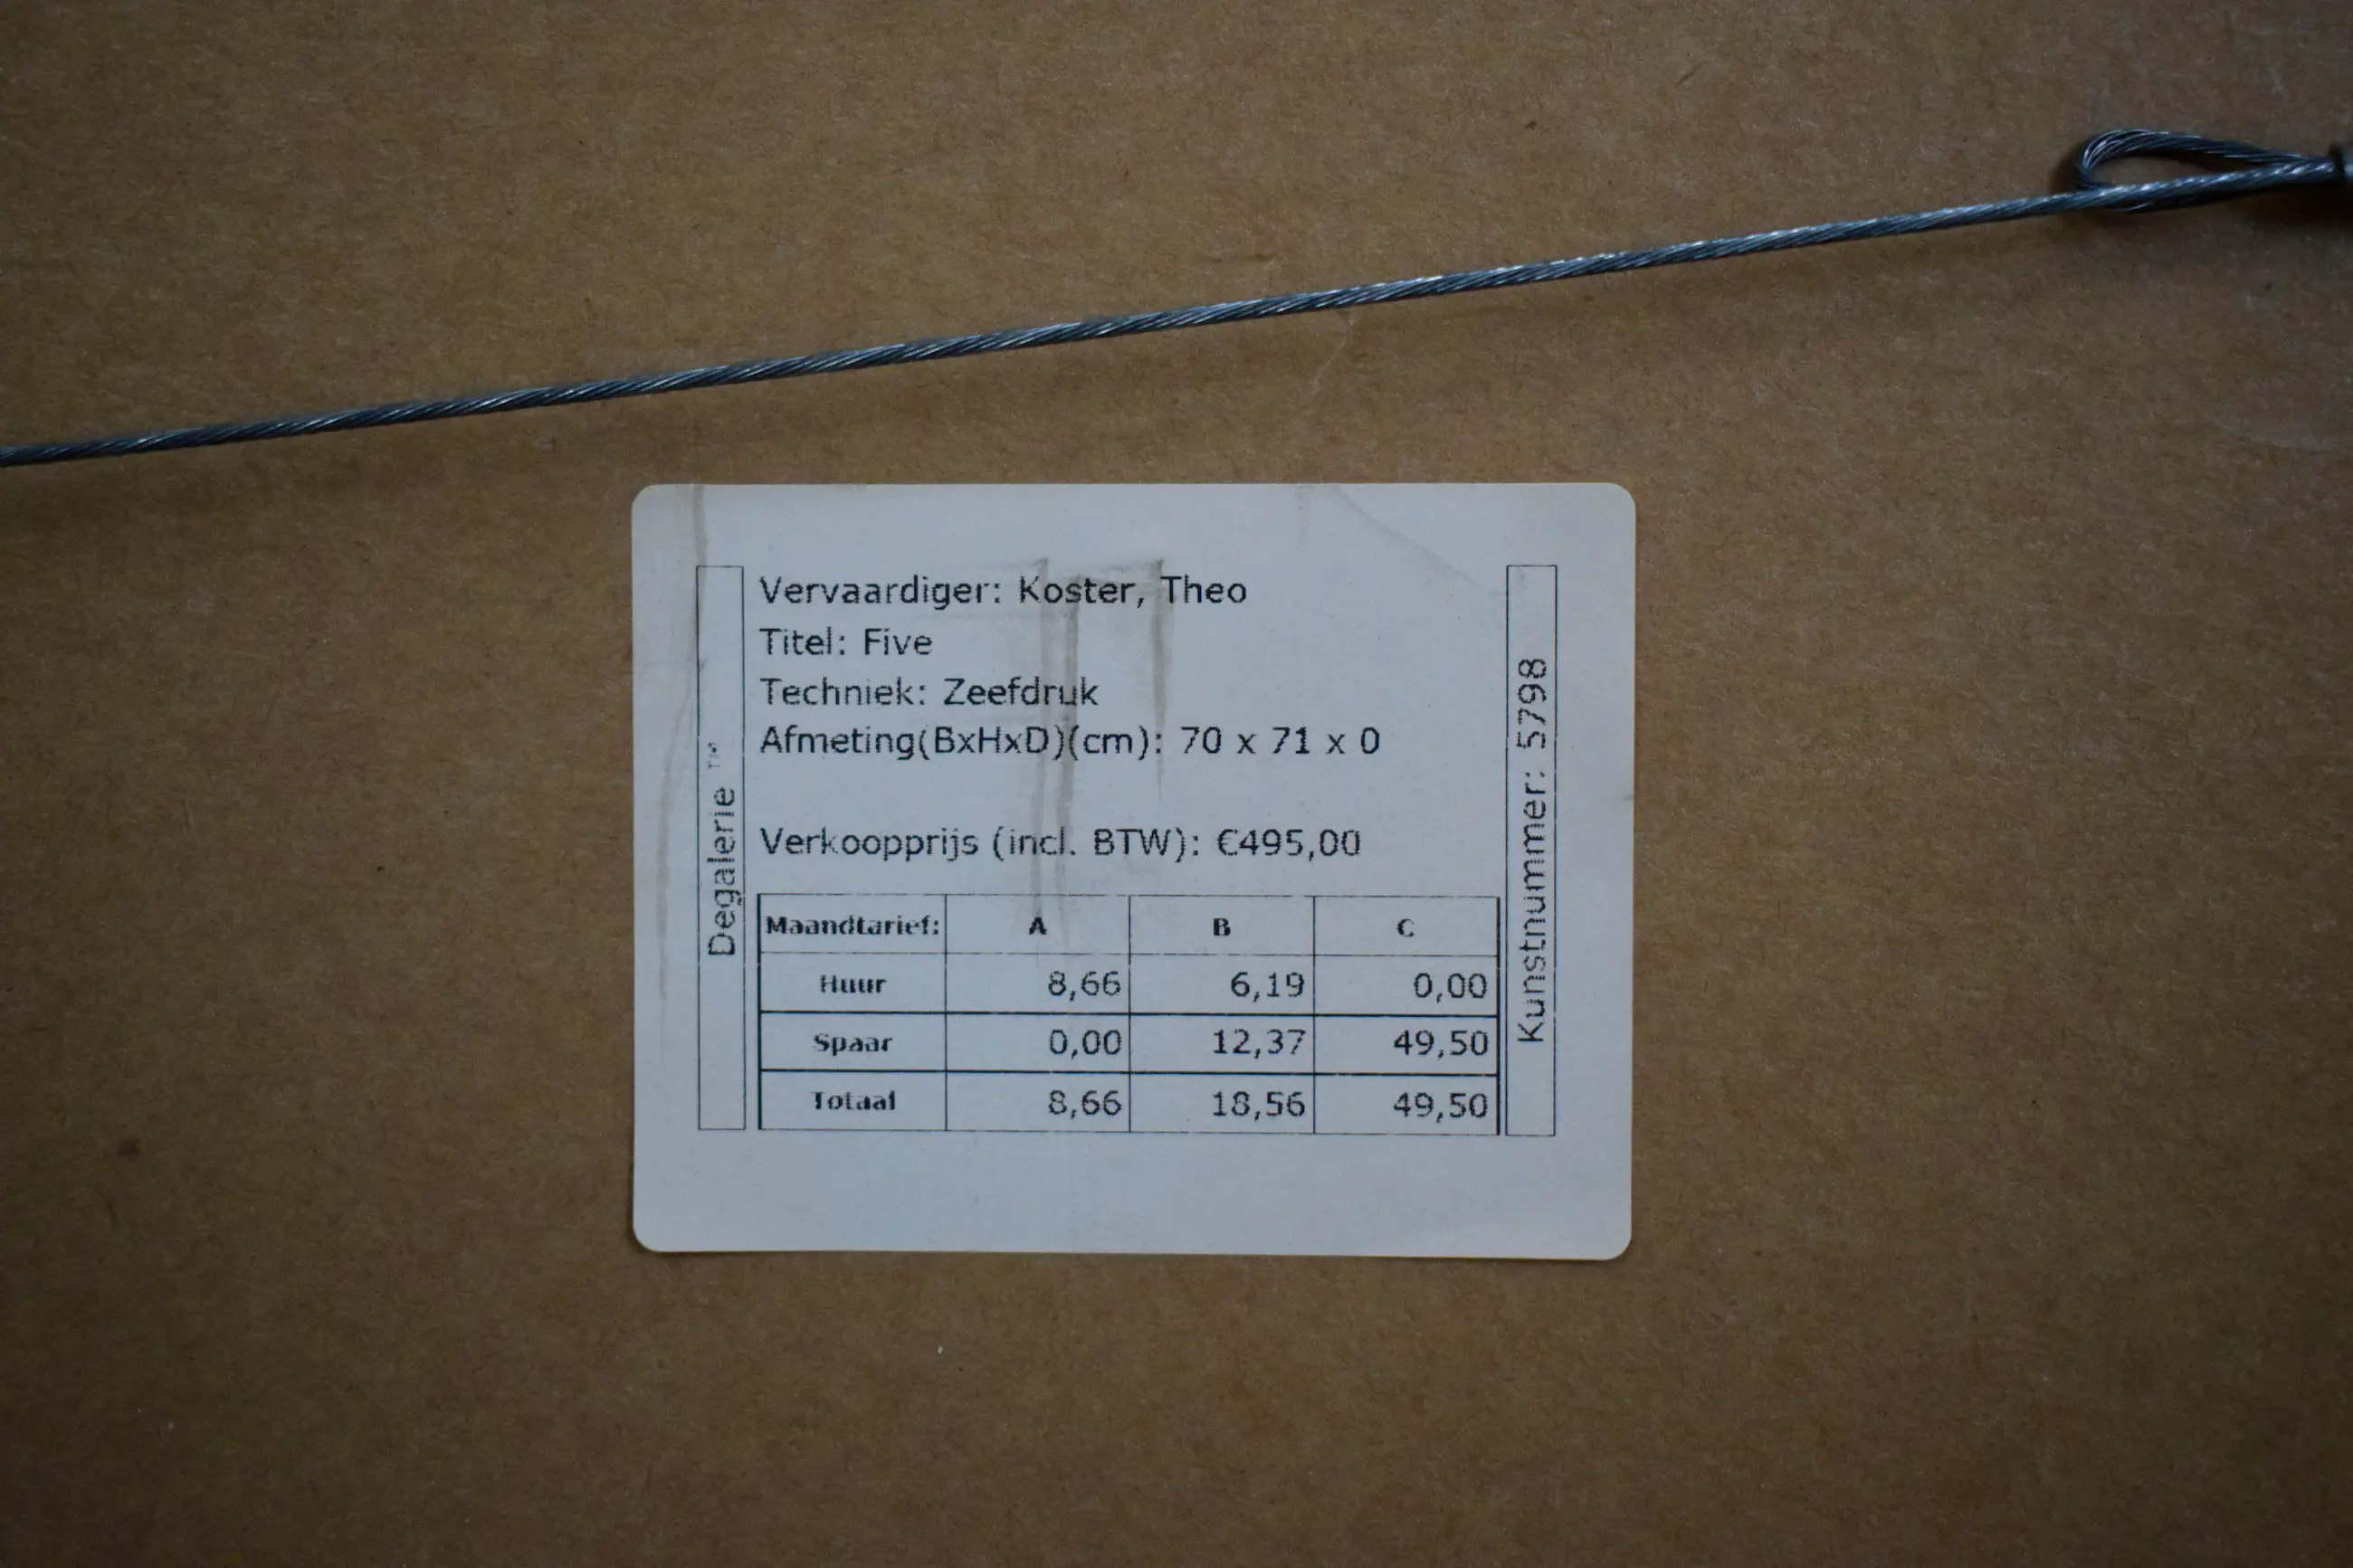 Degalerie ™
Vervaardiger: Koster, Theo
Titel: Five
Techniek: Zeefdruk
Afmeting(BxHxD)(cm): 70 x 71 x 0
Verkoopprijs (incl. BTW): €495,00
Maandtarief: A B C
Huur 8,66 6,19 0,00
Spaar 0,00 12,37 49,50
Totaal 8,66 18,56 49,50
Kunstnummer: 5798